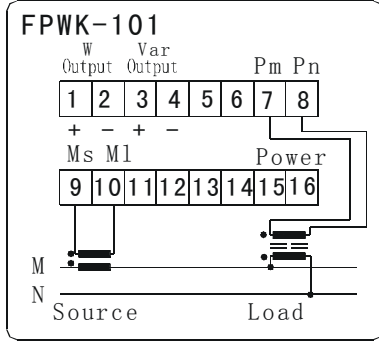 FPWK-101
W Var
Output Output Pm Pn
1 2 3 4 5 6 7 8
+ - + -
Ms Ml Power
9 10 11 12 13 14 15 16
M
N
Source Load